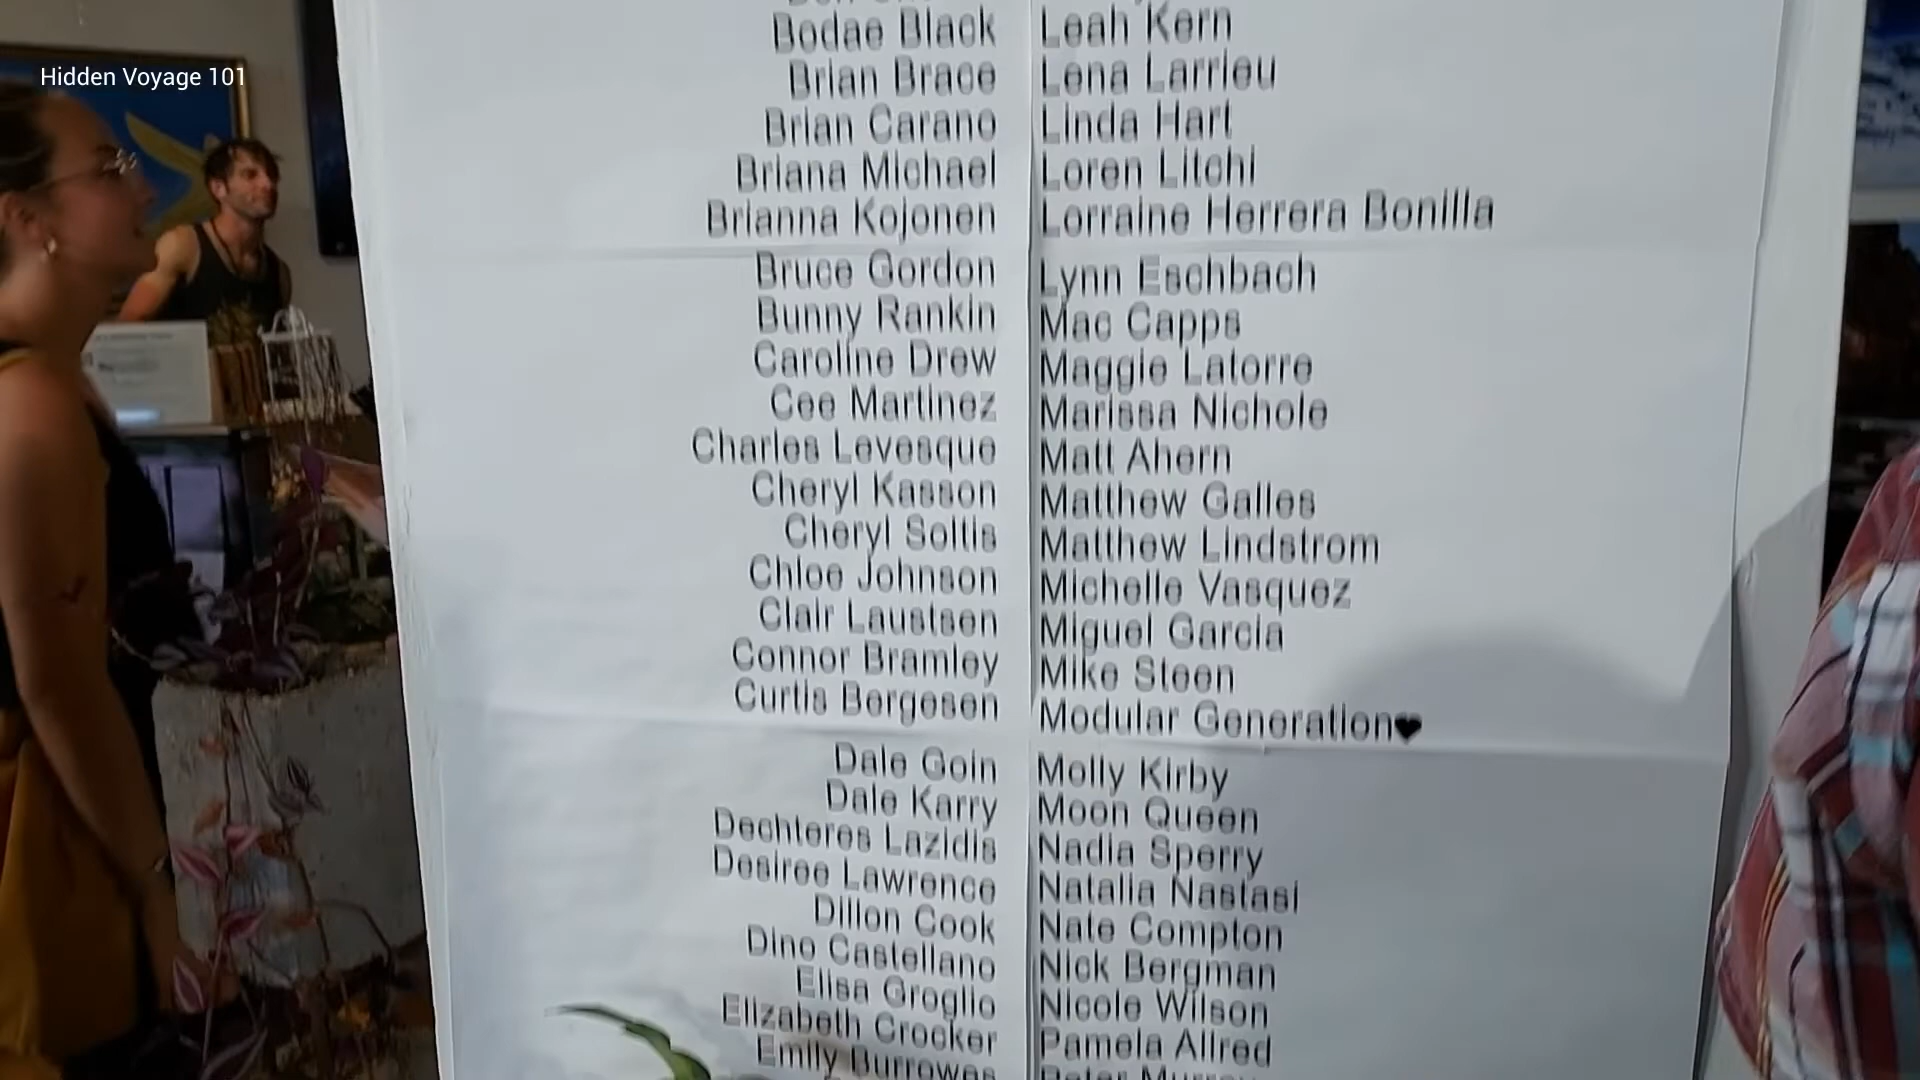 Hidden Voyage 101
Bodae Black
Brian Brace
Brian Carano
Briana Michael
Brianna Kojonen
Bruce Gordon
Bunny Rankin
Caroline Drew
Cee Martinez
Charles Levesque
Cheryl Kasson
Cheryl Soltis
Chloe Johnson
Clair Laustsen
Connor Bramley
Curtis Bergesen
Dale Goin
Dale Karry
Dechteres Lazidis
Desiree Lawrence
Dillon Cook
Dino Castellano
Elisa Groglio
Elizabeth Crocker
Emily Burrowes
Leah Kern
Lena Larrieu
Linda Hart
Loren Litchi
Lorraine Herrera Bonilla
Lynn Eschbach
Mac Capps
Maggie Latorre
Marissa Nichole
Matt Ahern
Matthew Galles
Matthew Lindstrom
Michelle Vasquez
Miguel Garcia
Mike Steen
Modular Generation♥
Molly Kirby
Moon Queen
Nadia Sperry
Natalia Nastasi
Nate Compton
Nick Bergman
Nicole Wilson
Pamela Allred